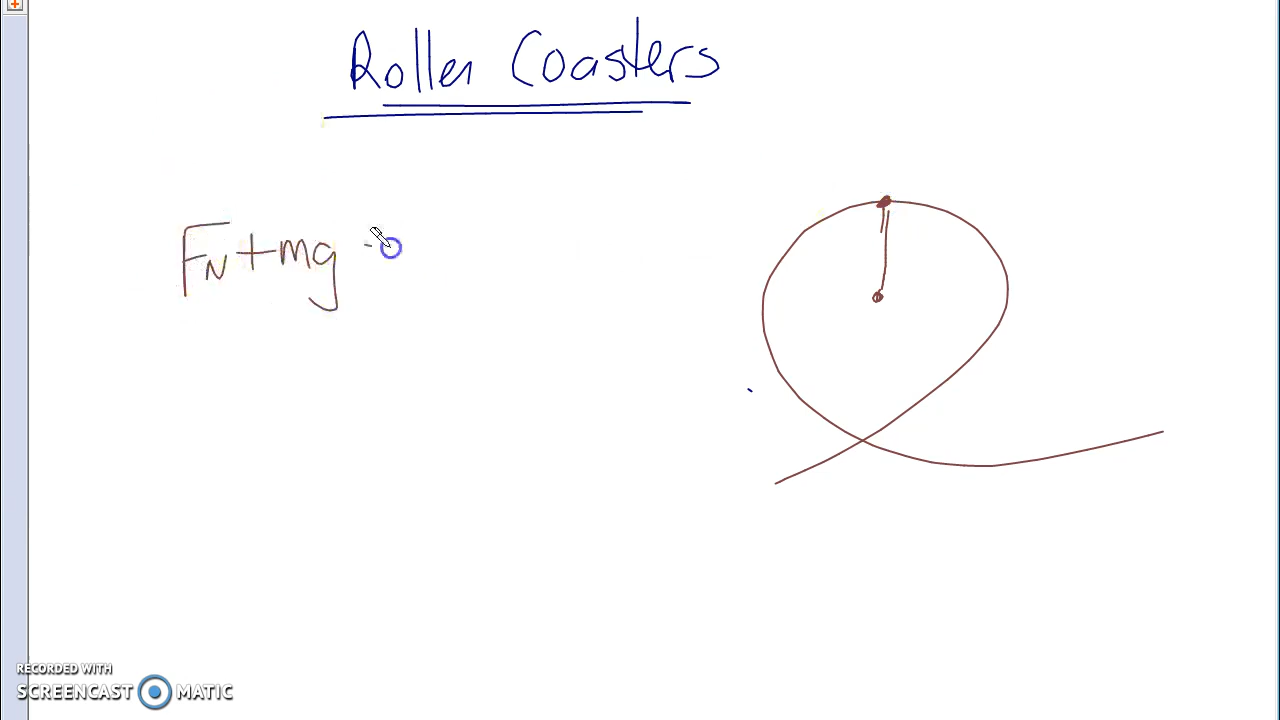 Roller Coasters
FN+mg -
RECORDED WITH
SCREENCAST MATIC